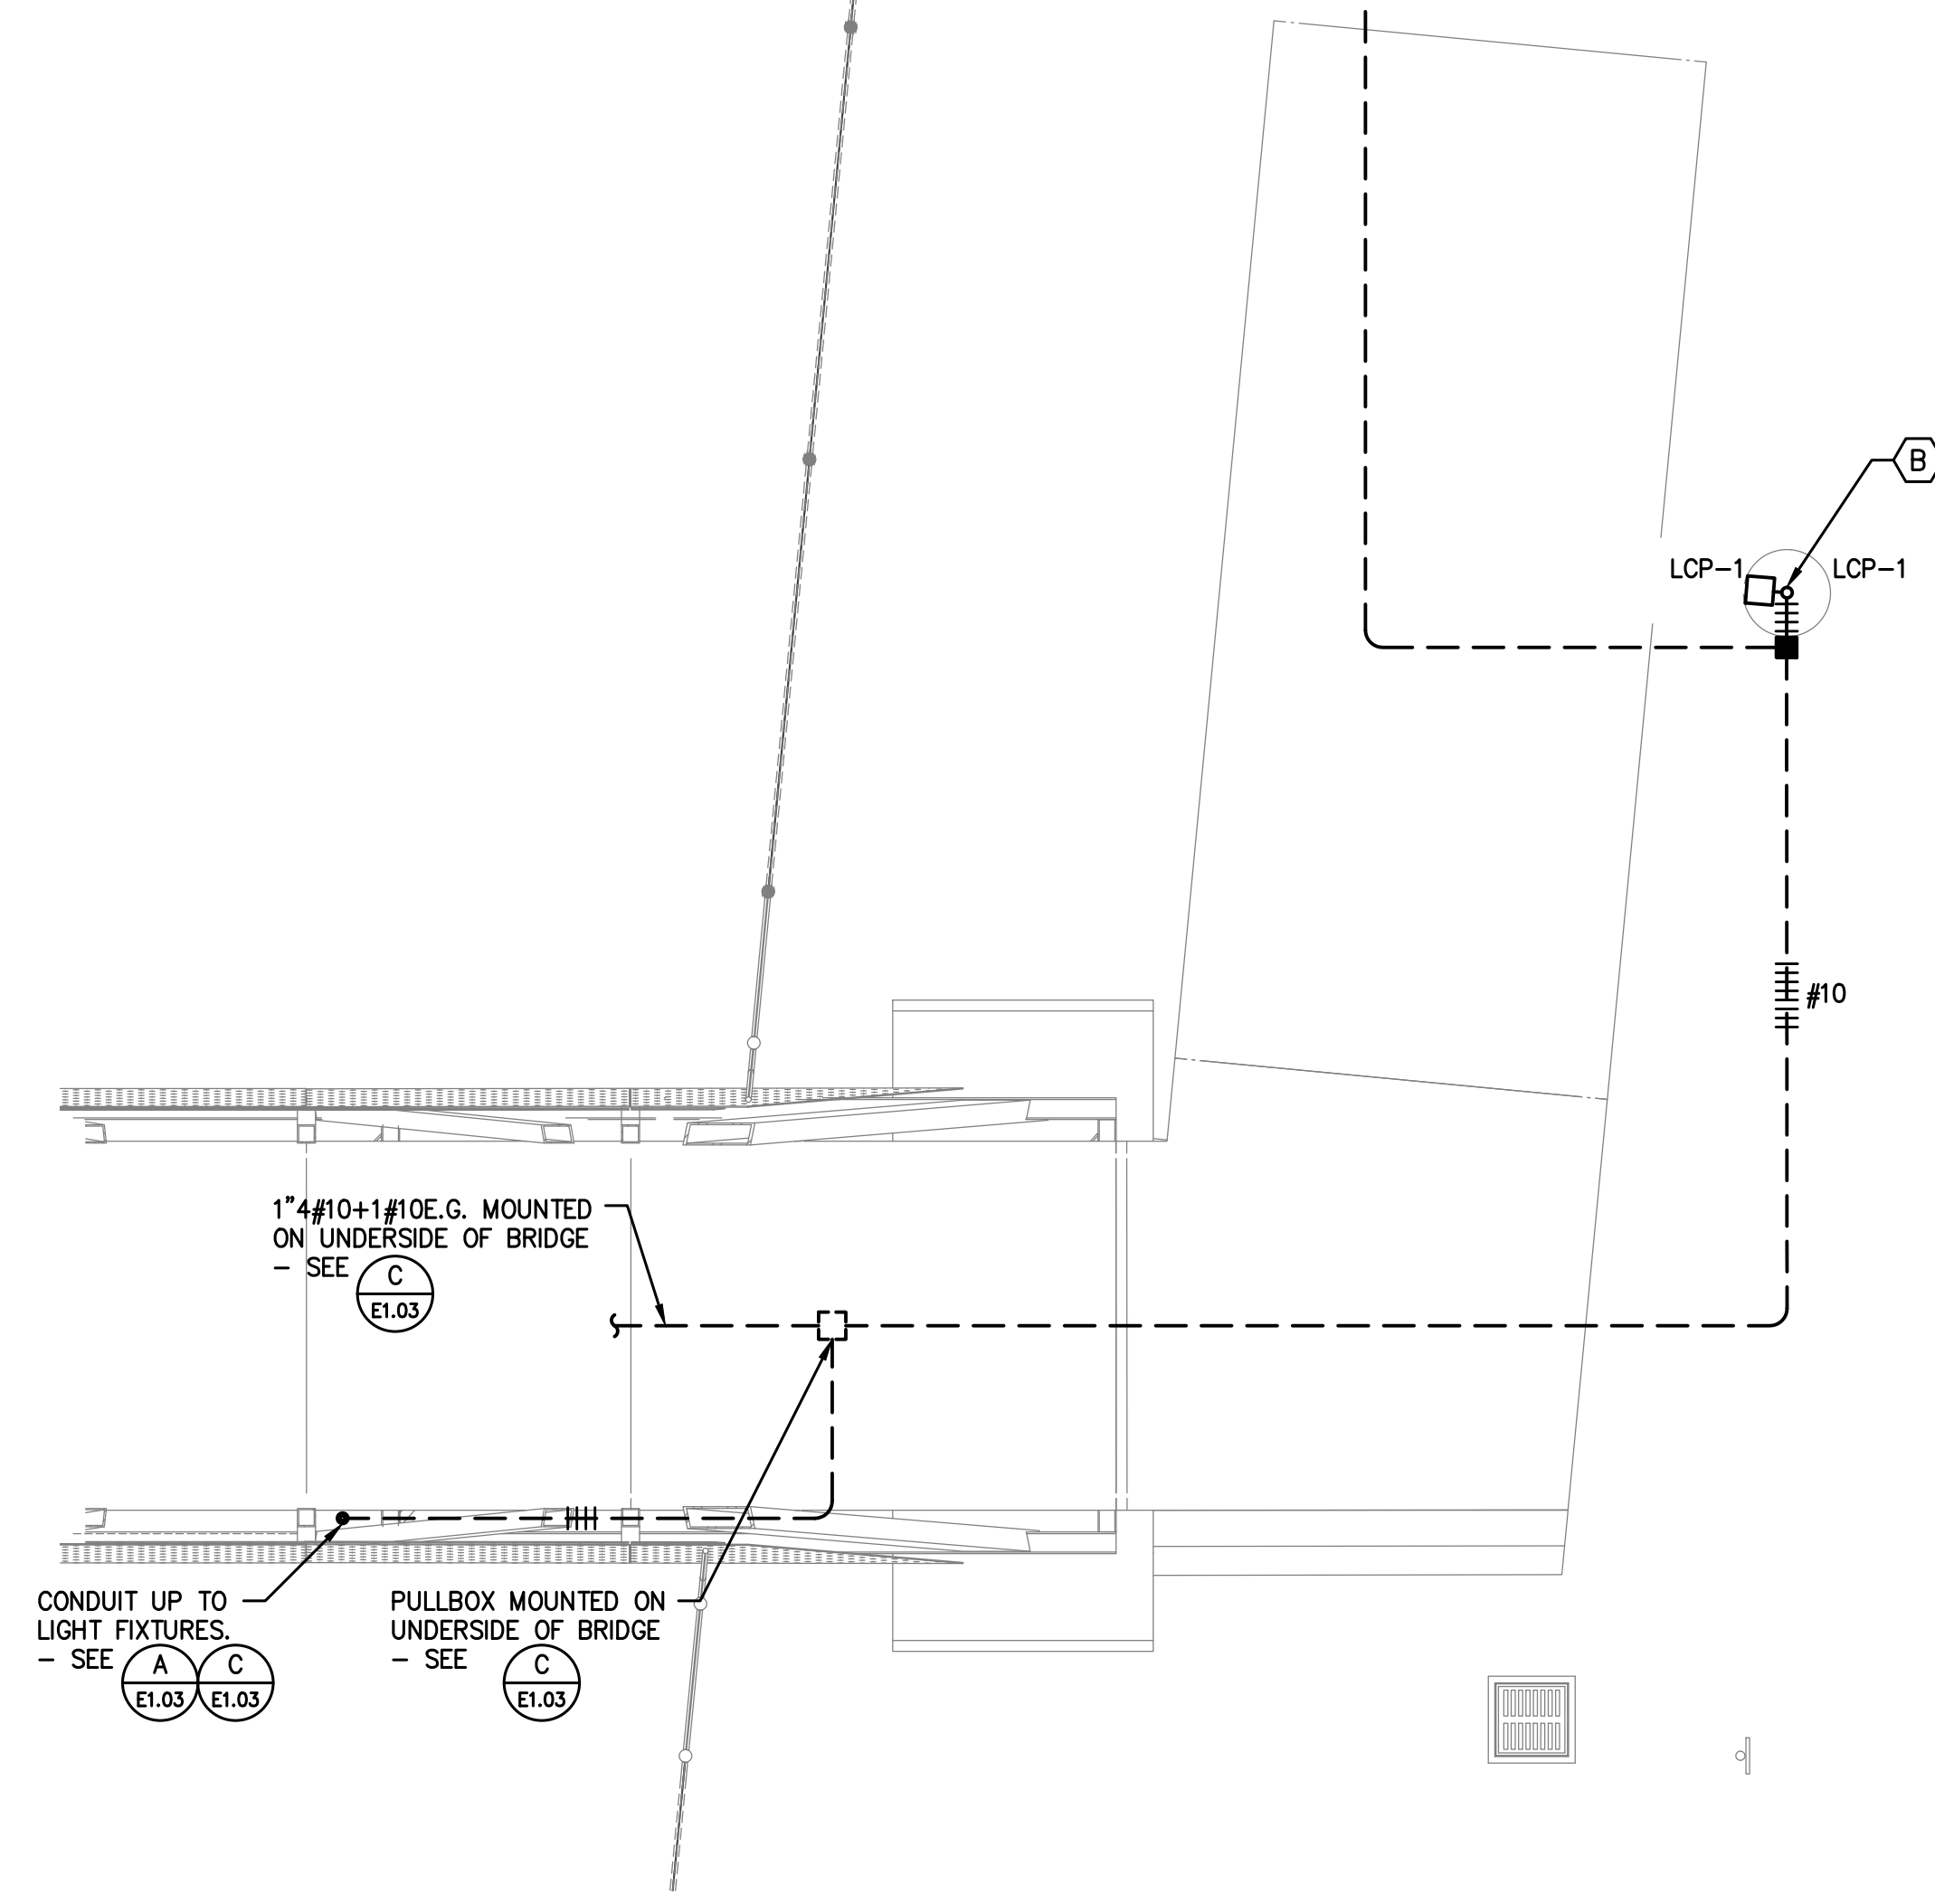 B
LCP-1
LCP-1
#10
1"4#10+1#10E.G. MOUNTED
ON UNDERSIDE OF BRIDGE
- SEE
C
E1.03
CONDUIT UP TO
LIGHT FIXTURES.
- SEE
A
E1.03
C
E1.03
PULLBOX MOUNTED ON
UNDERSIDE OF BRIDGE
- SEE
C
E1.03